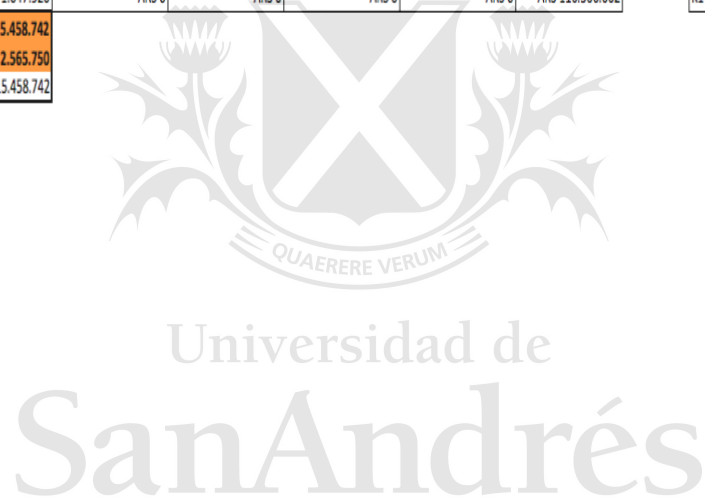 5.458.742
2.565.750
5.458.742
QUAERERE VERUM
Universidad de
SanAndrés